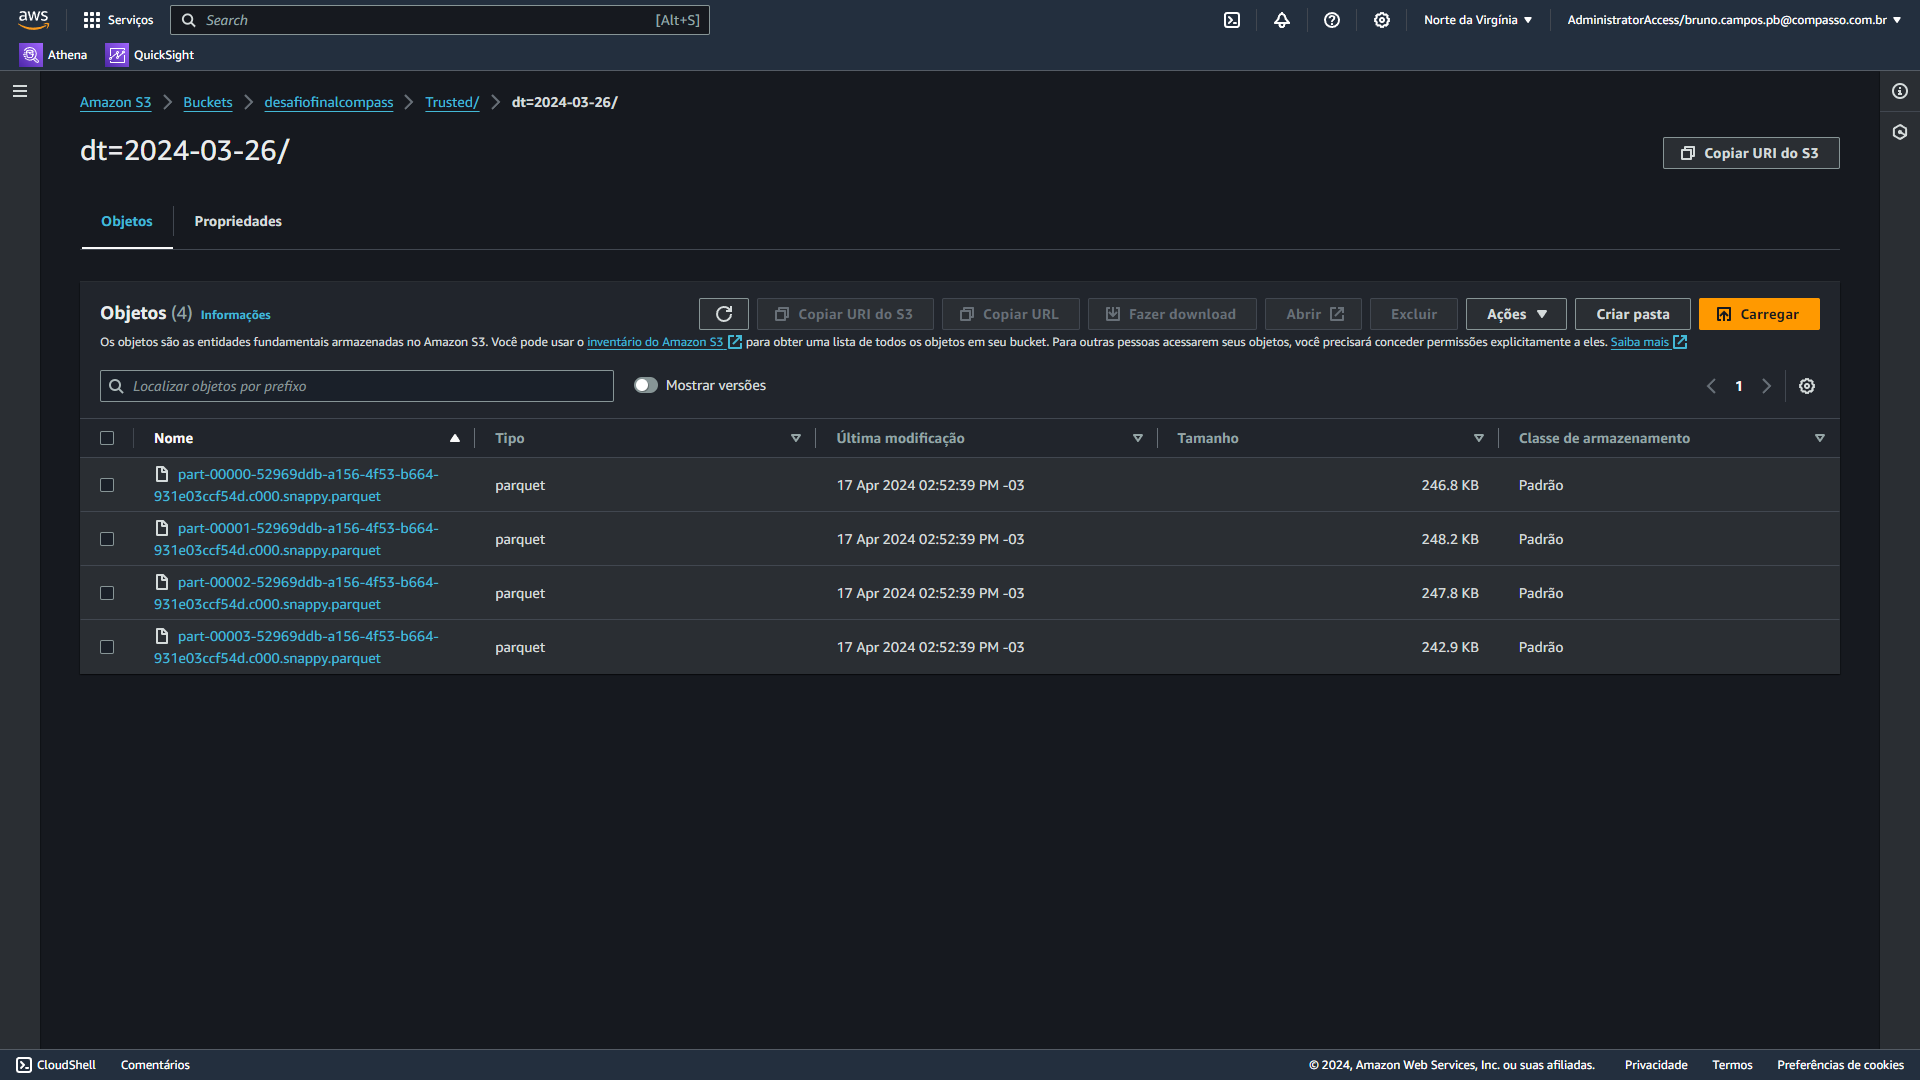 aws
Serviços
Search
[Alt+S]
Norte da Virgínia
AdministratorAccess/bruno.campos.pb@compasso.com.br
Athena
QuickSight
Amazon S3
Buckets
desafiofinalcompass
Trusted/
dt=2024-03-26/
dt=2024-03-26/
Copiar URI do S3
Objetos
Propriedades
Objetos (4) Informações
Copiar URI do S3
Copiar URL
Fazer download
Abrir
Excluir
Ações
Criar pasta
Carregar
Os objetos são as entidades fundamentais armazenadas no Amazon S3. Você pode usar o inventário do Amazon S3 para obter uma lista de todos os objetos em seu bucket. Para outras pessoas acessarem seus objetos, você precisará conceder permissões explicitamente a eles. Saiba mais
Localizar objetos por prefixo
Mostrar versões
1
Nome
Tipo
Última modificação
Tamanho
Classe de armazenamento
part-00000-52969ddb-a156-4f53-b664-
931e03ccf54d.c000.snappy.parquet
parquet
17 Apr 2024 02:52:39 PM -03
246.8 KB
Padrão
part-00001-52969ddb-a156-4f53-b664-
931e03ccf54d.c000.snappy.parquet
parquet
17 Apr 2024 02:52:39 PM -03
248.2 KB
Padrão
part-00002-52969ddb-a156-4f53-b664-
931e03ccf54d.c000.snappy.parquet
parquet
17 Apr 2024 02:52:39 PM -03
247.8 KB
Padrão
part-00003-52969ddb-a156-4f53-b664-
931e03ccf54d.c000.snappy.parquet
parquet
17 Apr 2024 02:52:39 PM -03
242.9 KB
Padrão
CloudShell
Comentários
© 2024, Amazon Web Services, Inc. ou suas afiliadas.
Privacidade
Termos
Preferências de cookies